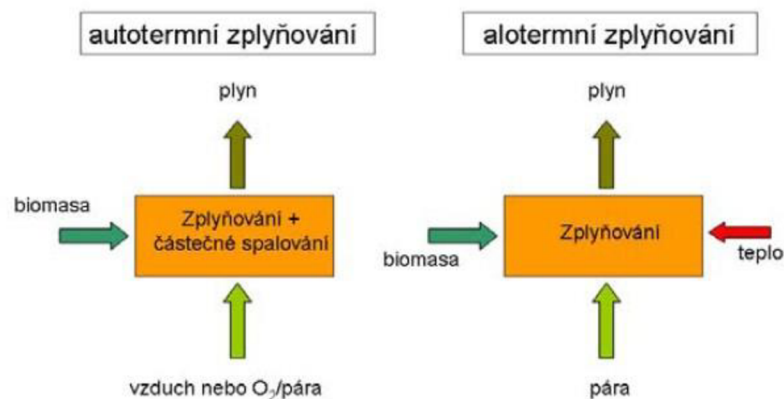 autotermní zplyňování
plyn
biomasa
Zplyňování +
částečné spalování
vzduch nebo O₂/pára
alotermní zplyňování
plyn
biomasa
Zplyňování
teplo
pára